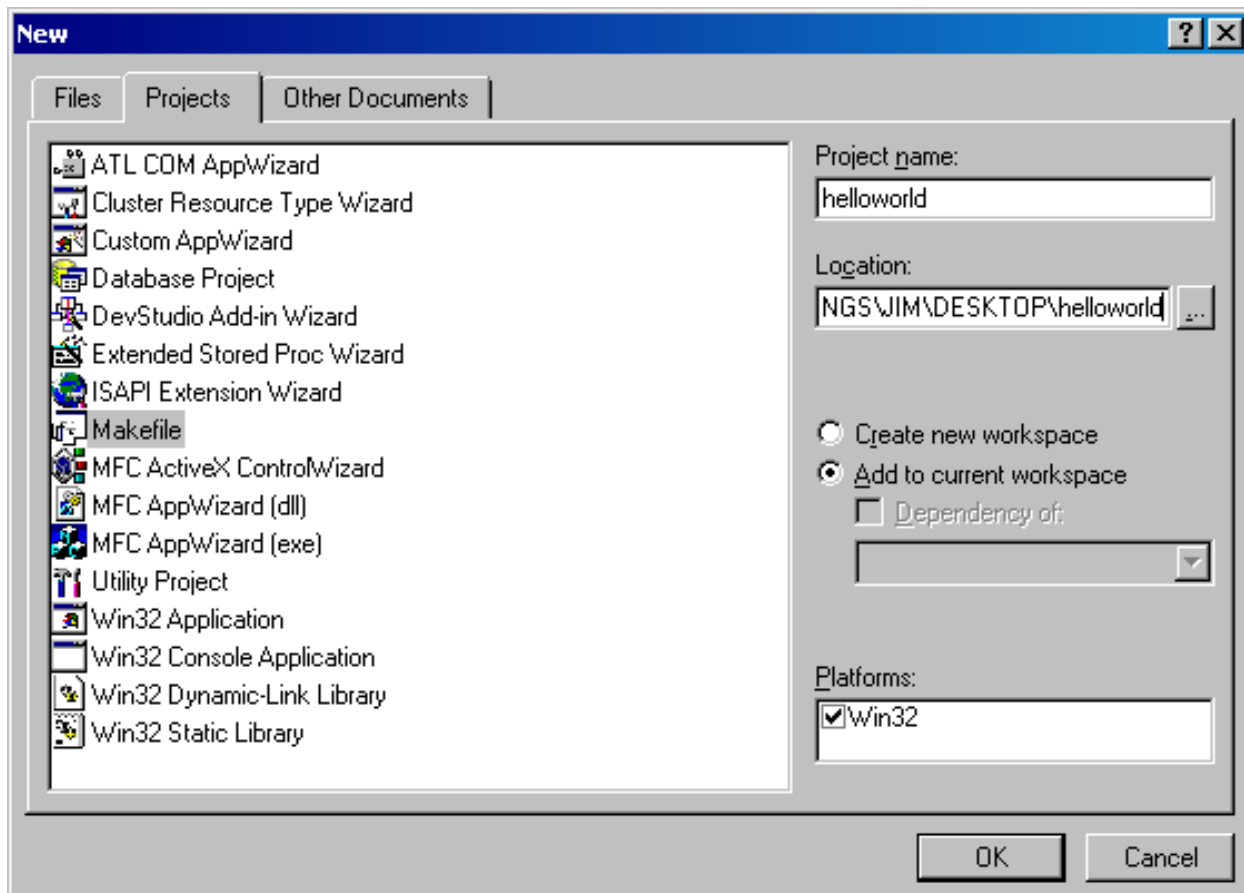 New
Files
Projects
Other Documents
ATL COM AppWizard
Cluster Resource Type Wizard
Custom AppWizard
Database Project
DevStudio Add-in Wizard
Extended Stored Proc Wizard
ISAPI Extension Wizard
Makefile
MFC ActiveX ControlWizard
MFC AppWizard (dll)
MFC AppWizard (exe)
Utility Project
Win32 Application
Win32 Console Application
Win32 Dynamic-Link Library
Win32 Static Library
Project name:
helloworld
Location:
NGS\JIM\DESKTOP\helloworld
...
Create new workspace
Add to current workspace
Dependency of:
Platforms:
Win32
OK
Cancel